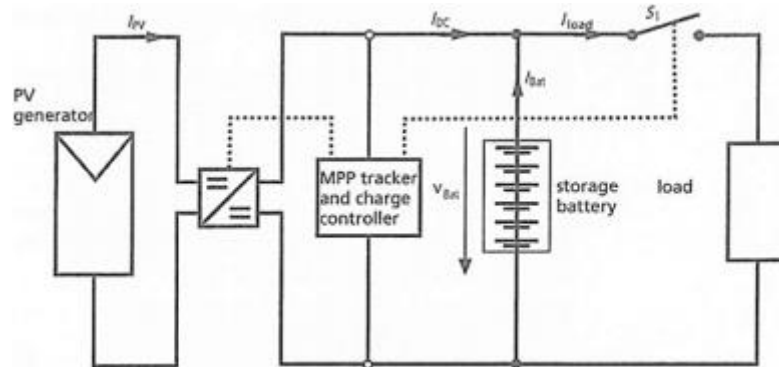 I_PV
I_DC
I_load
S_1
PV
generator
I_Bat
MPP tracker
and charge
controller
v_Bat
storage
battery
load